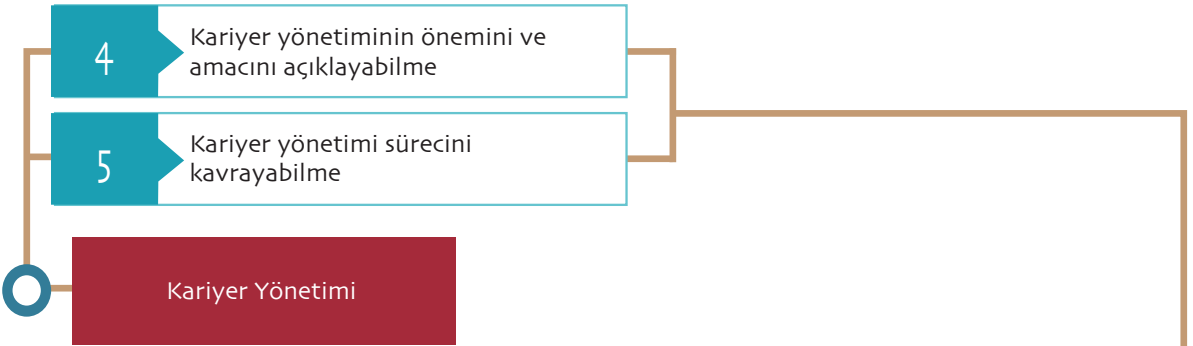 4
Kariyer yönetiminin önemini ve
amacını açıklayabilme
5
Kariyer yönetimi sürecini
kavrayabilme
Kariyer Yönetimi